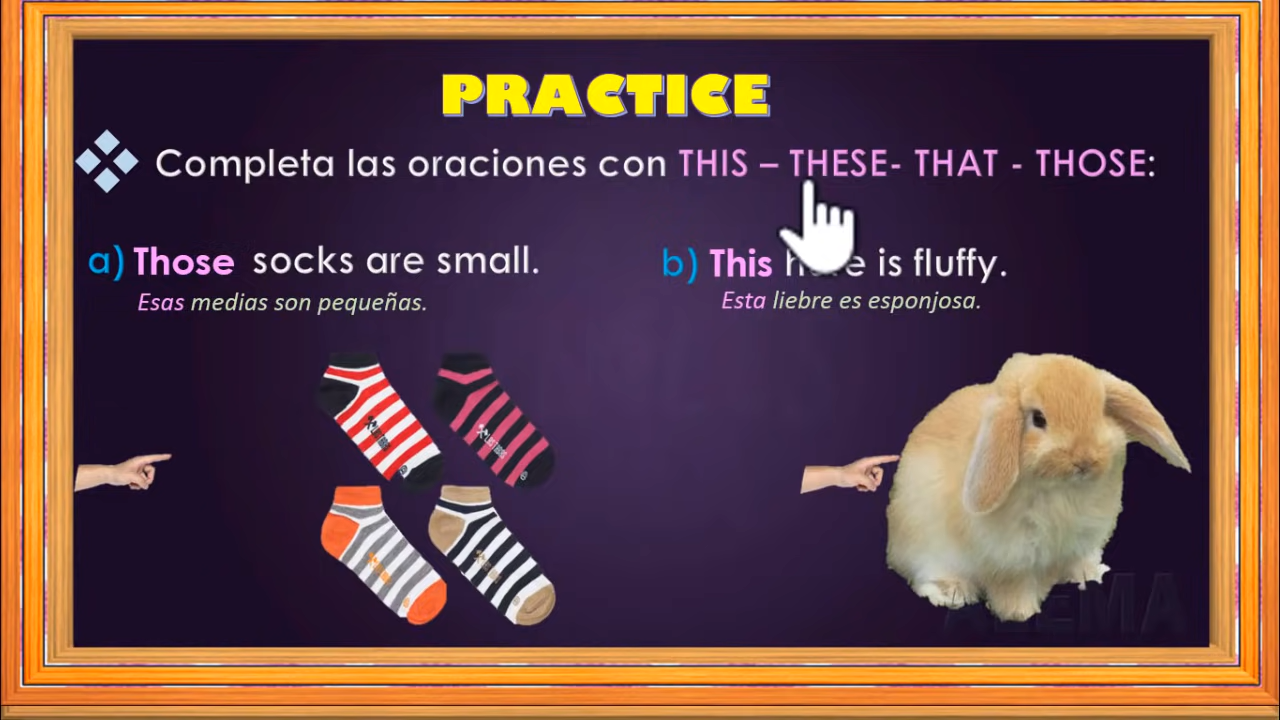 PRACTICE
Completa las oraciones con THIS – THESE- THAT - THOSE:
a) Those socks are small.
Esas medias son pequeñas.
b) This is fluffy.
Esta liebre es esponjosa.